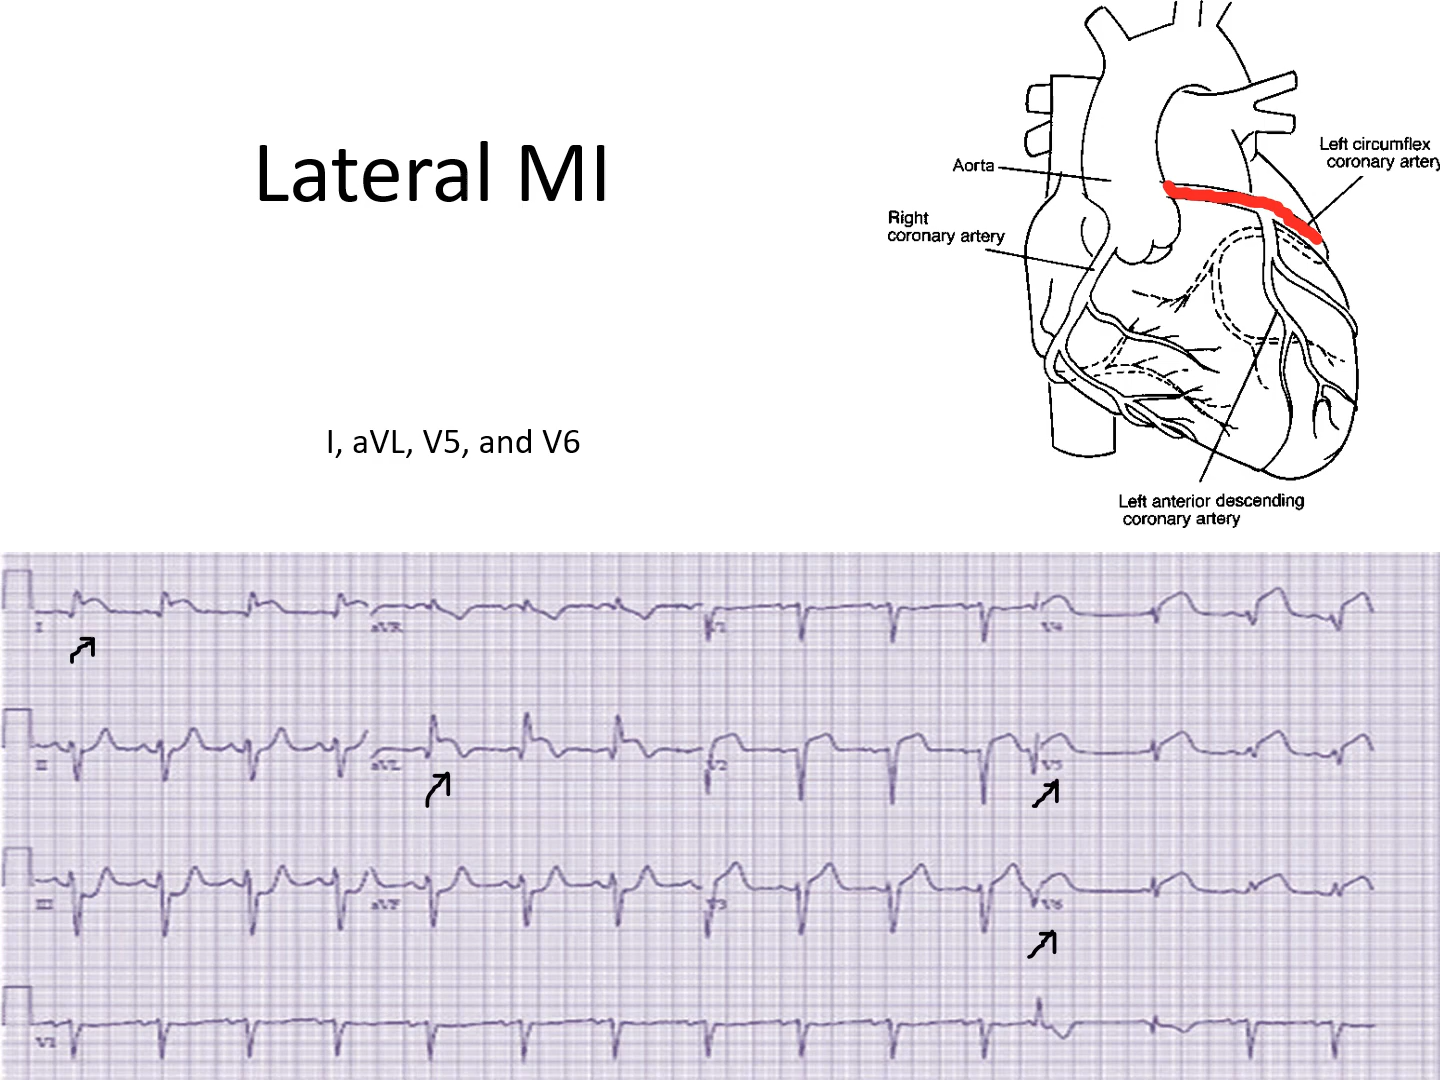 Lateral MI
I, aVL, V5, and V6
Aorta
Right
coronary artery
Left circumflex
coronary artery
Left anterior descending
coronary artery
I
aVR
V1
V4
II
aVL
V2
V5
III
aVF
V3
V6
V1